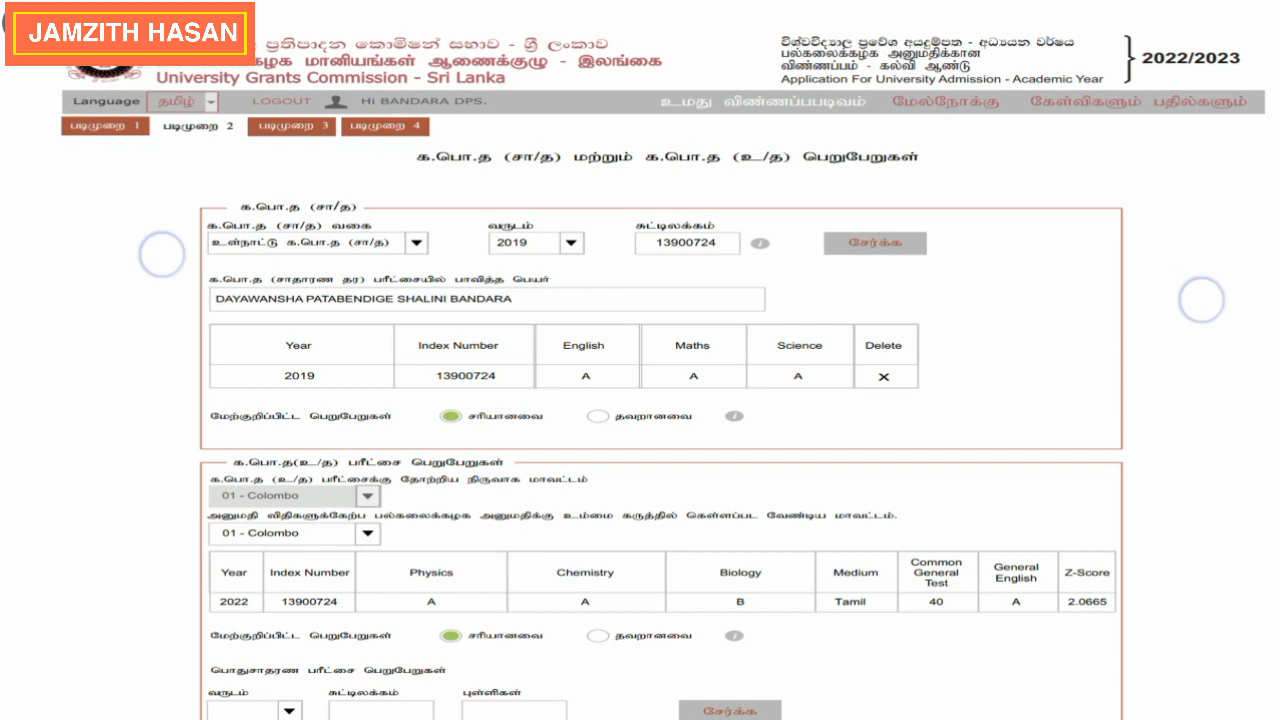 JAMZITH HASAN
ප්‍රතිපාදන කොමිෂන් සභාව - ශ්‍රී ලංකාව
கழக மானியங்கள் ஆணைக்குழு - இலங்கை
University Grants Commission - Sri Lanka
විශ්වවිද්‍යාල ප්‍රවේශ අයදුම්පත - අධ්‍යයන වර්ෂය
பல்கலைக்கழக அனுமதிக்கான
விண்ணப்பம் - கல்வி ஆண்டு
Application For University Admission - Academic Year
2022/2023
Language தமிழ் LOGOUT HI BANDARA DPS. உமது விண்ணப்படிவம் மேல்நோக்கு கேள்விகளும் பதில்களும்
படிமுறை 1 படிமுறை 2 படிமுறை 3 படிமுறை 4
க.பொ.த (சா/த) மற்றும் க.பொ.த (உ/த) பெறுபேறுகள்
க.பொ.த (சா/த)
க.பொ.த (சா/த) வகை வருடம் சுட்டிலக்கம்
உள்நாட்டு க.பொ.த (சா/த) 2019 13900724 i சேர்க்க
க.பொ.த (சாதாரண தர) பரீட்சையில் பாவித்த பெயர்
DAYAWANSHA PATABENDIGE SHALINI BANDARA
Year Index Number English Maths Science Delete
2019 13900724 A A A X
மேற்குறிப்பிட்ட பெறுபேறுகள் சரியானவை தவறானவை i
க.பொ.த(உ/த) பரீட்சை பெறுபேறுகள்
க.பொ.த (உ/த) பரீட்சைக்கு தோற்றிய நிருவாக மாவட்டம்
01 - Colombo
அனுமதி விதிகளுக்கேற்ப பல்கலைக்கழக அனுமதிக்கு உம்மை கருத்தில் கெள்ளப்பட வேண்டிய மாவட்டம்.
01 - Colombo
Year Index Number Physics Chemistry Biology Medium Common General Test General English Z-Score
2022 13900724 A A B Tamil 40 A 2.0665
மேற்குறிப்பிட்ட பெறுபேறுகள் சரியானவை தவறானவை i
பொதுசாதரண பரீட்சை பெறுபேறுகள்
வருடம் சுட்டிலக்கம் புள்ளிகள்
சேர்க்க